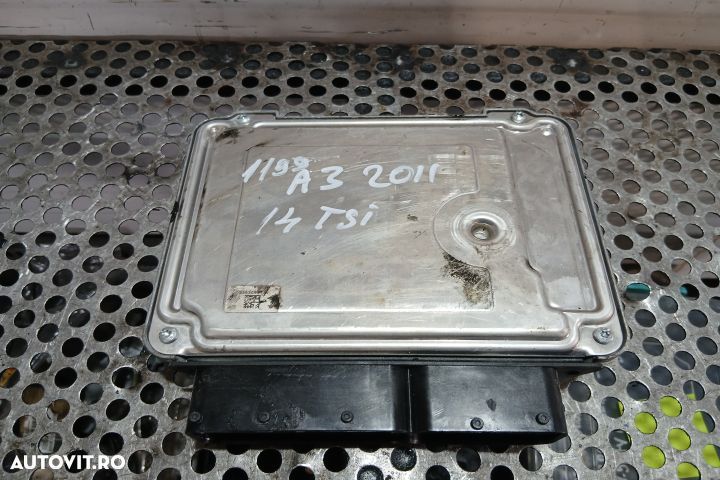 1198
A3 2011
14 TSi
AUTOVIT.RO